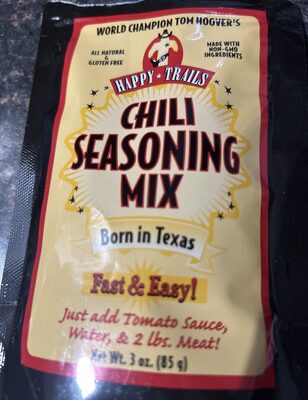 WORLD CHAMPION TOM HOOVER'S
ALL NATURAL
& GLUTEN FREE
MADE WITH
NON-GMO
INGREDIENTS
HAPPY★TRAILS
CHILI
SEASONING
MIX
Born in Texas
Fast & Easy!
Just add Tomato Sauce,
Water, & 2 lbs. Meat!
Net Wt. 3 oz. (85 g)